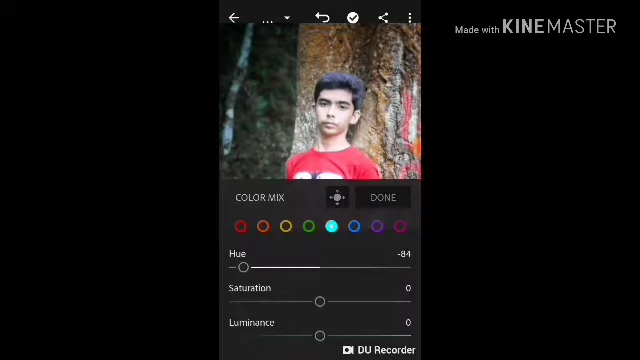 ...
Made with KINEMASTER
COLOR MIX
DONE
Hue -84
Saturation 0
Luminance 0
DU Recorder